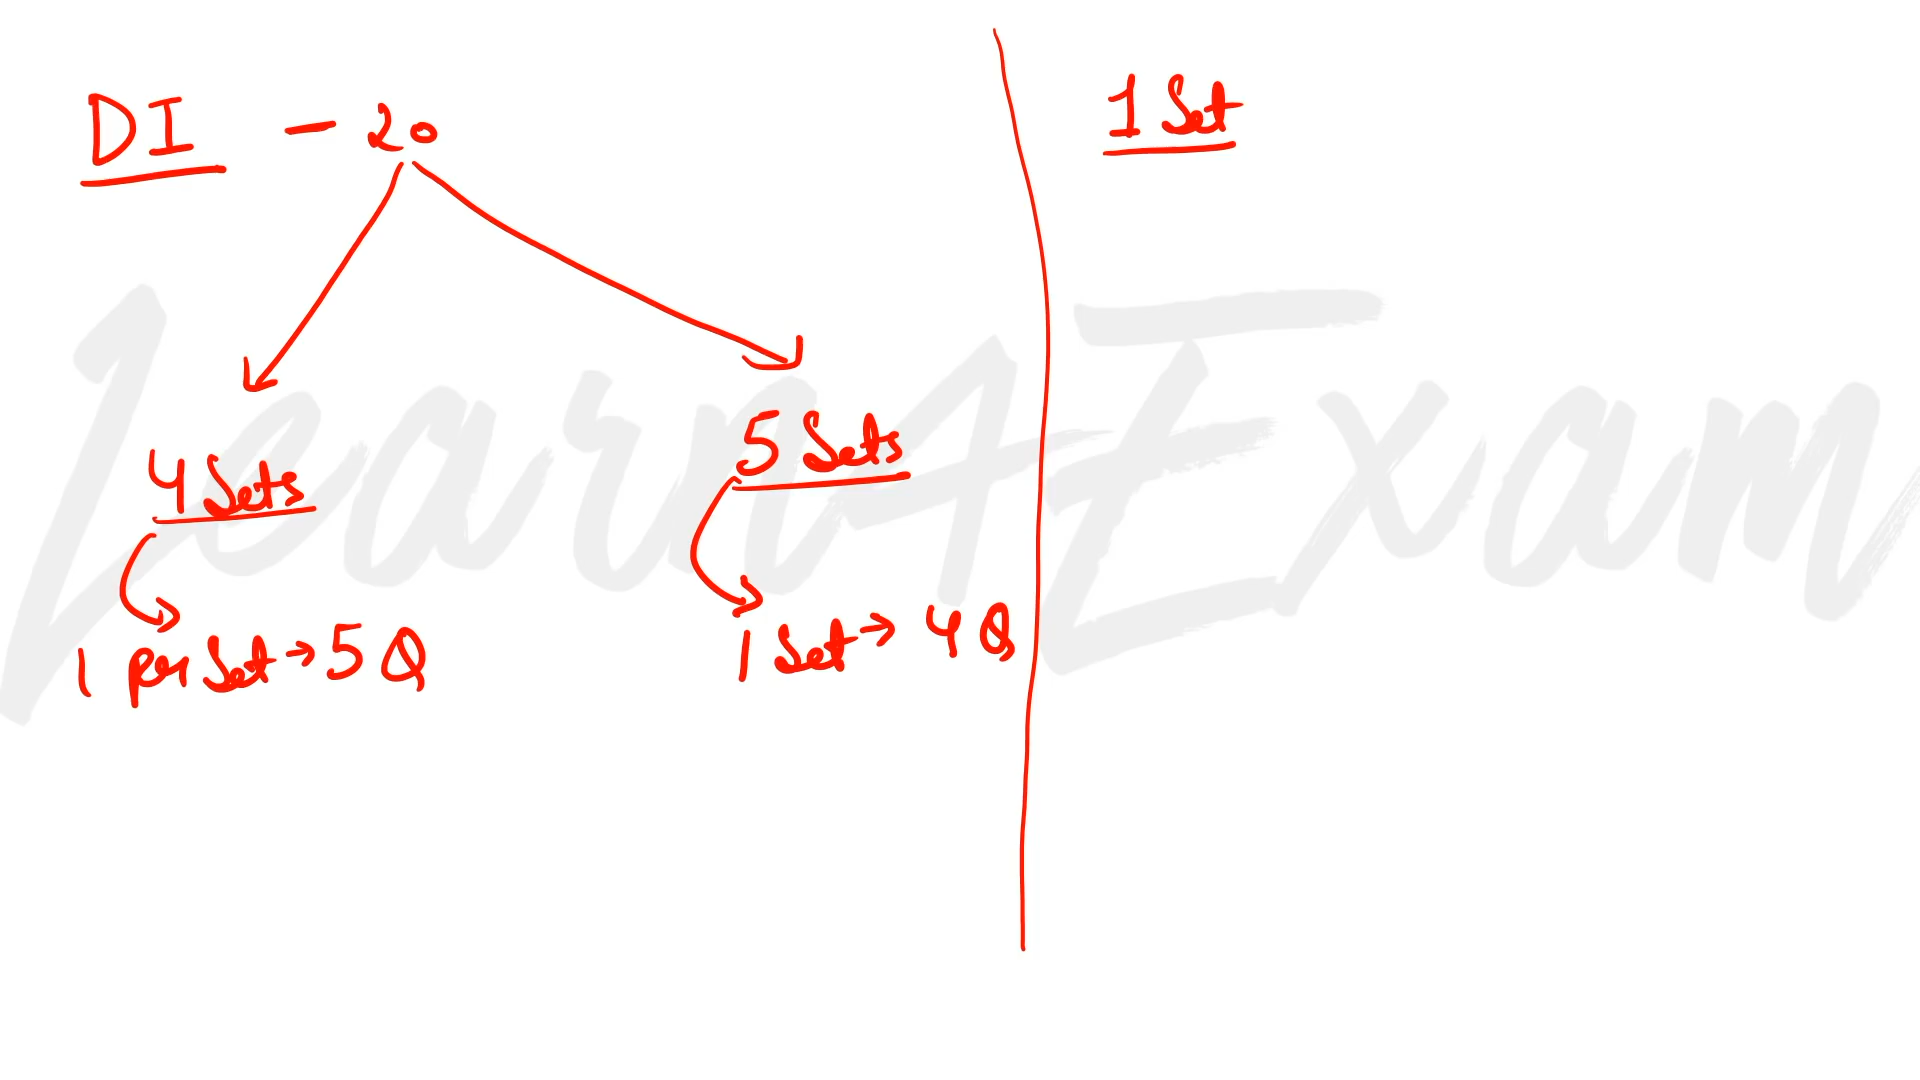 DI - 20
4 Sets
1 per Set → 5 Q
5 Sets
1 Set → 4 Q
1 Set
Learn4Exam